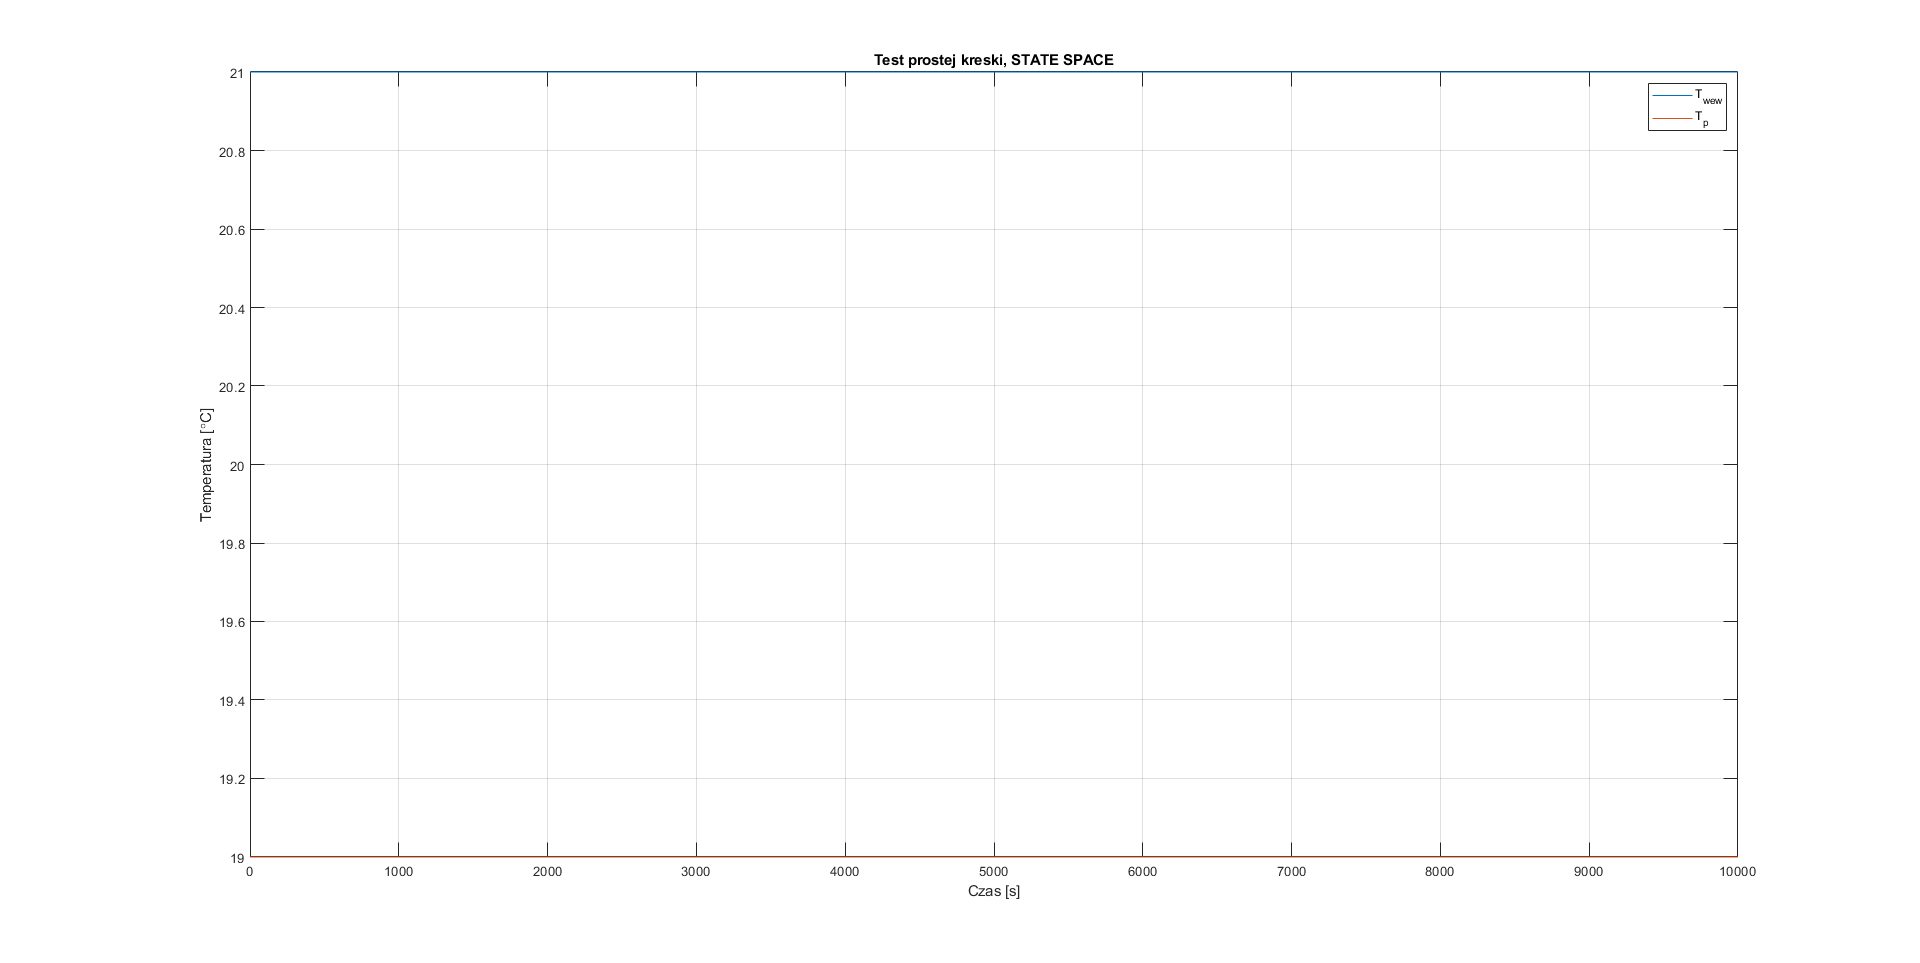 Test prostej kreski, STATE SPACE
T_wew
T_p
21
20.8
20.6
20.4
20.2
20
19.8
19.6
19.4
19.2
19
Temperatura [°C]
0 1000 2000 3000 4000 5000 6000 7000 8000 9000 10000
Czas [s]